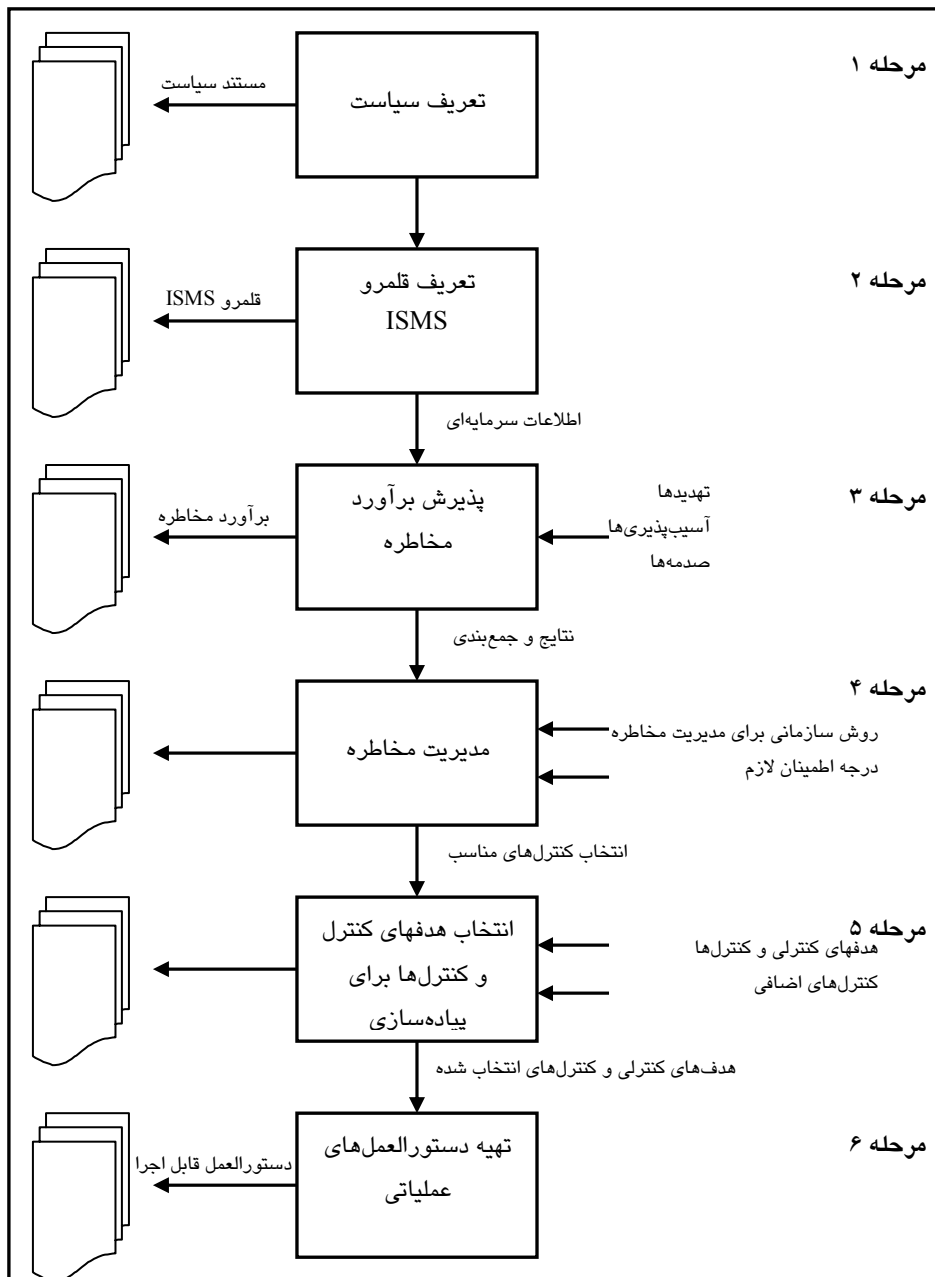 مرحله ۱
تعریف سیاست
مستند سیاست
مرحله ۲
تعریف قلمرو
ISMS
قلمرو ISMS
اطلاعات سرمایه‌ای
مرحله ۳
تهدیدها
آسیب‌پذیری‌ها
صدمه‌ها
پذیرش برآورد
مخاطره
برآورد مخاطره
نتایج و جمع‌بندی
مرحله ۴
روش سازمانی برای مدیریت مخاطره
درجه اطمینان لازم
مدیریت مخاطره
انتخاب کنترل‌های مناسب
مرحله ۵
هدفهای کنترلی و کنترل‌ها
کنترل‌های اضافی
انتخاب هدفهای کنترل
و کنترل‌ها برای
پیاده‌سازی
هدف‌های کنترلی و کنترل‌های انتخاب شده
مرحله ۶
تهیه دستورالعمل‌های
عملیاتی
دستورالعمل قابل اجرا